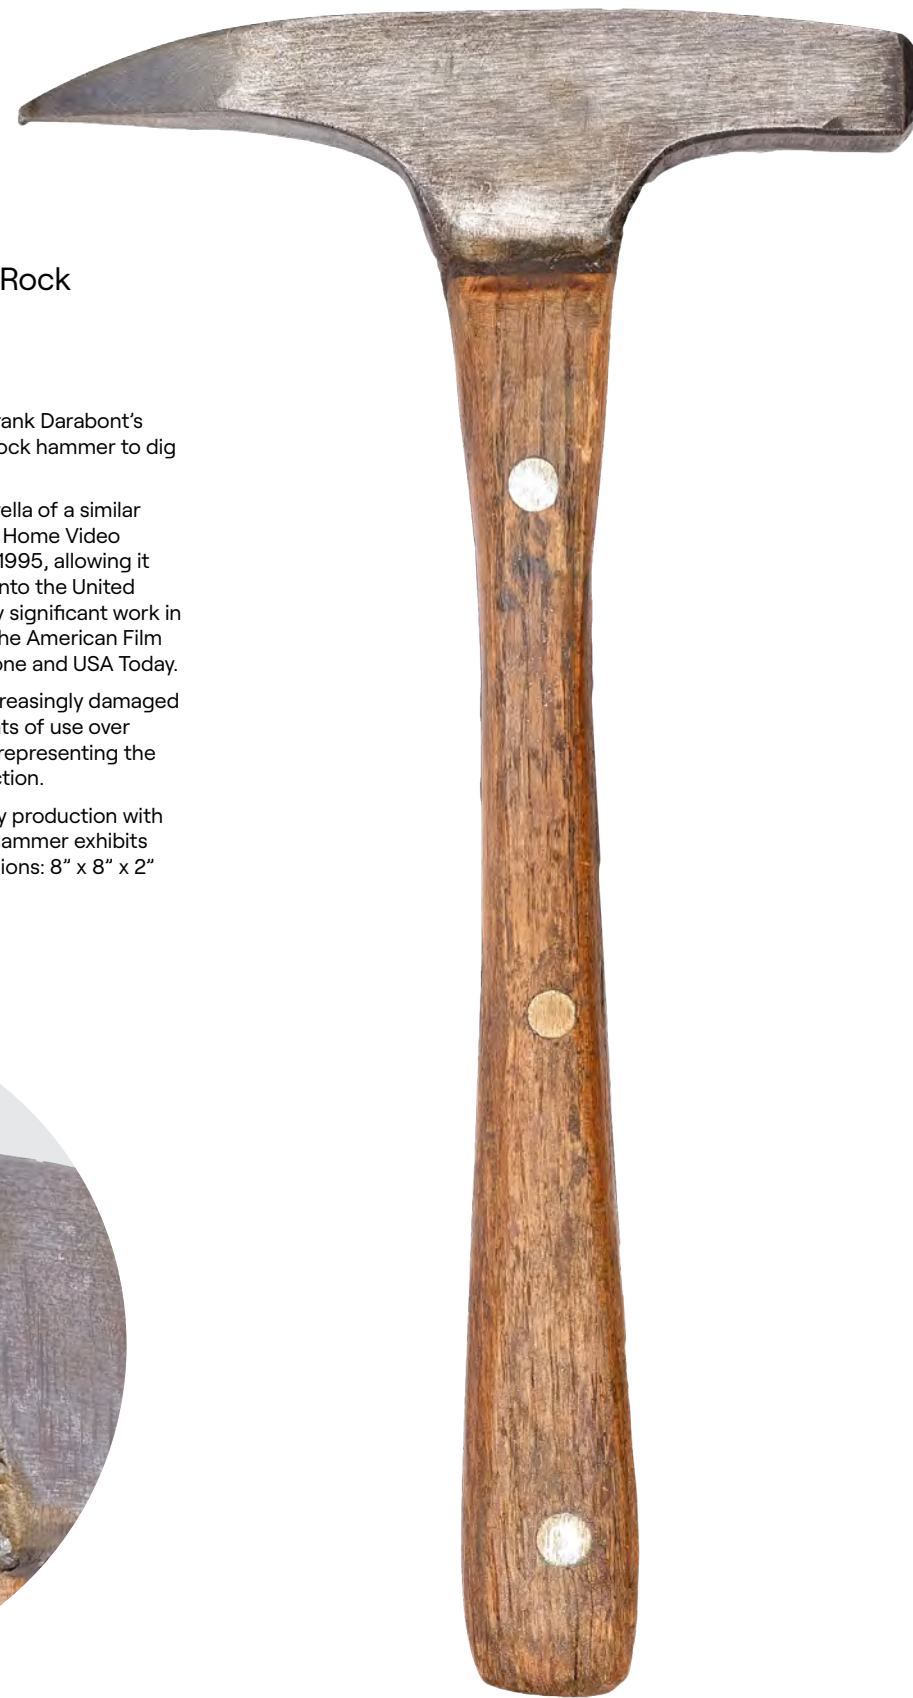 Rock
rank Darabont’s
ock hammer to dig
ella of a similar
Home Video
1995, allowing it
nto the United
y significant work in
he American Film
one and USA Today.
creasingly damaged
ts of use over
representing the
ction.
y production with
ammer exhibits
ions: 8” x 8” x 2”